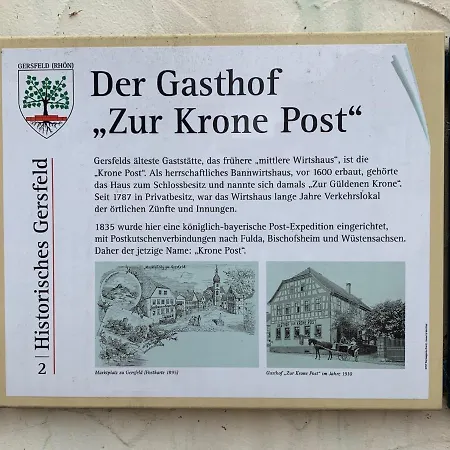 GERSFELD (RHÖN)
Der Gasthof
„Zur Krone Post“
Gersfelds älteste Gaststätte, das frühere „mittlere Wirtshaus“, ist die
„Krone Post“. Als herrschaftliches Bannwirtshaus, vor 1600 erbaut, gehörte
das Haus zum Schlossbesitz und nannte sich damals „Zur Güldenen Krone“.
Seit 1787 in Privatbesitz, war das Wirtshaus lange Jahre Verkehrslokal
der örtlichen Zünfte und Innungen.
1835 wurde hier eine königlich-bayerische Post-Expedition eingerichtet,
mit Postkutschenverbindungen nach Fulda, Bischofsheim und Wüstensachsen.
Daher der jetzige Name: „Krone Post“.
2 | Historisches Gersfeld
Marktplatz zu Gersfeld (Postkarte 1895)
Gasthof „Zur Krone Post“ im Jahre 1910